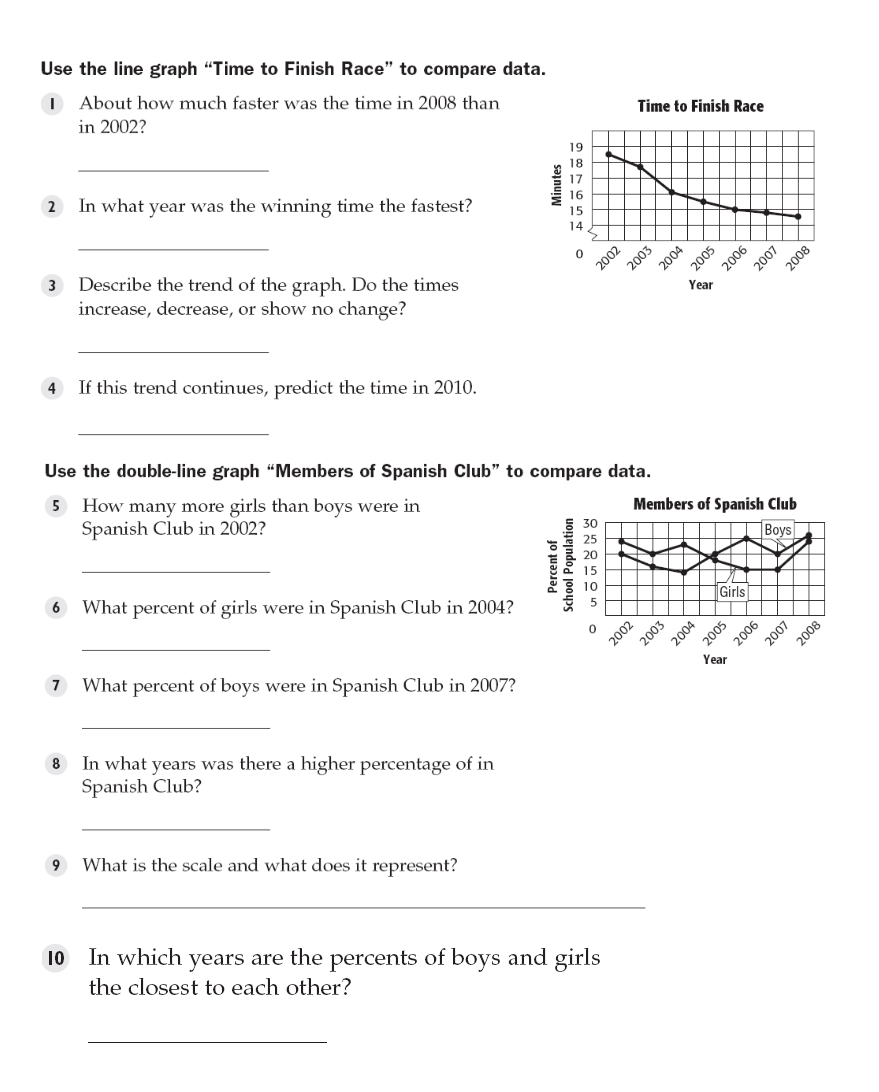 Use the line graph “Time to Finish Race” to compare data.
1 About how much faster was the time in 2008 than
in 2002?
2 In what year was the winning time the fastest?
3 Describe the trend of the graph. Do the times
increase, decrease, or show no change?
4 If this trend continues, predict the time in 2010.
Time to Finish Race
Minutes
19
18
17
16
15
14
0
2002 2003 2004 2005 2006 2007 2008
Year
Use the double-line graph “Members of Spanish Club” to compare data.
5 How many more girls than boys were in
Spanish Club in 2002?
6 What percent of girls were in Spanish Club in 2004?
7 What percent of boys were in Spanish Club in 2007?
8 In what years was there a higher percentage of in
Spanish Club?
9 What is the scale and what does it represent?
10 In which years are the percents of boys and girls
the closest to each other?
Members of Spanish Club
Percent of
School Population
30
25
20
15
10
5
0
Boys
Girls
2002 2003 2004 2005 2006 2007 2008
Year